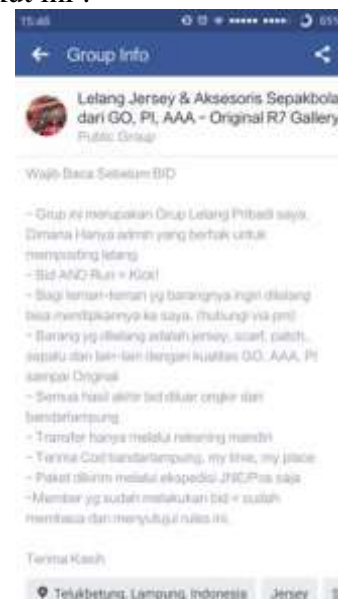 15:46
Group Info
Lelang Jersey & Aksesoris Sepakbola
dari GO, PI, AAA - Original R7 Gallery
Public Group
Wajib Baca Sebelum BID
- Grup ini merupakan Grup Lelang Pribadi saya,
Dimana Hanya admin yang berhak untuk
memposting lelang
- Bid AND Run = Kick!
- Bagi teman-teman yg barangnya ingin dilelang
bisa menitipkannya ke saya. (hubungi via pm)
- Barang yg dilelang adalah jersey, scarf, patch,
sepatu dan lain-lain dengan kualitas GO, AAA, PI
sampai Original
- Semua hasil akhir bid diluar ongkir dari
bandarlampung
- Transfer hanya melalui rekening mandiri
- Terima Cod bandarlampung, my time, my place
- Paket dikirim melalui ekspedisi JNE/Pos saja
-Member yg sudah melakukan bid = sudah
membaca dan menyutujui rules ini.
Terima Kasih
Telukbetung, Lampung, Indonesia
Jersey